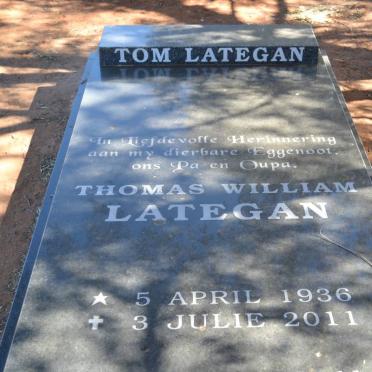 TOM LATEGAN
In Liefdevolle Herinnering
aan my dierbare Eggenoot,
ons Pa en Oupa.
THOMAS WILLIAM
LATEGAN
5 APRIL 1936
3 JULIE 2011